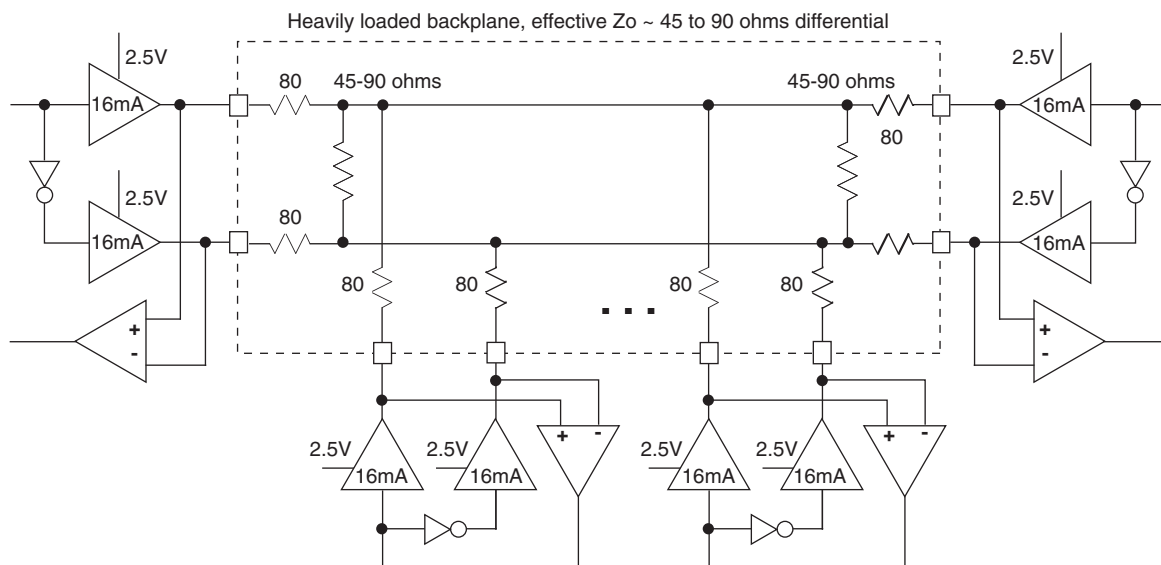 Heavily loaded backplane, effective Zo ~ 45 to 90 ohms differential
2.5V
2.5V
80
45-90 ohms
45-90 ohms
16mA
16mA
80
2.5V
2.5V
80
16mA
16mA
80
80
80
80
+
-
+
-
. . .
+
-
+
-
2.5V
2.5V
2.5V
2.5V
16mA
16mA
16mA
16mA